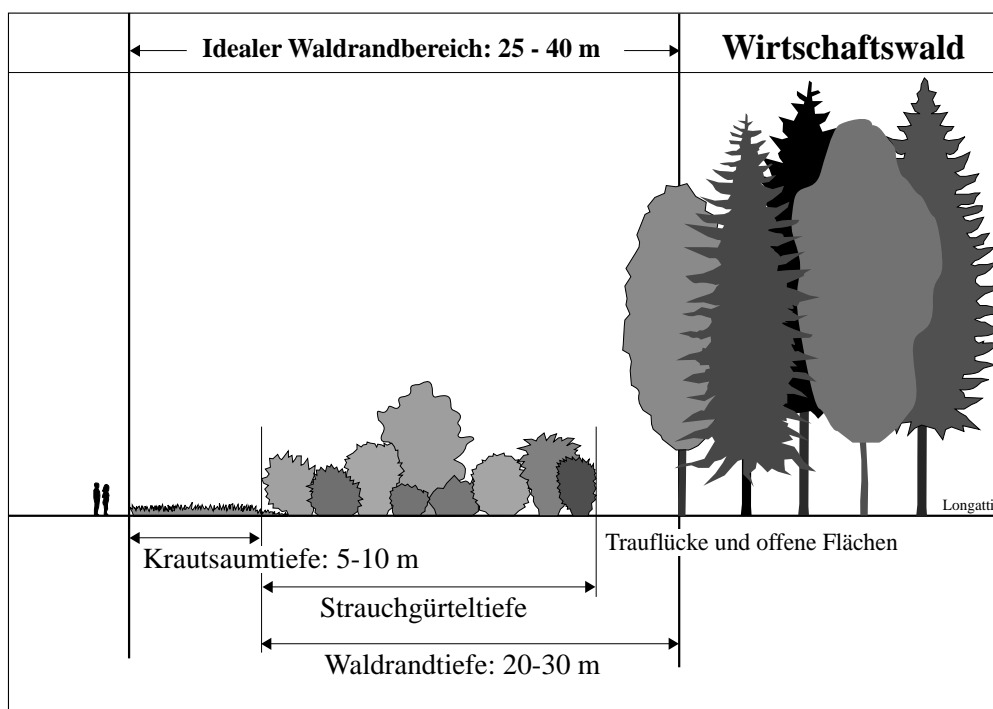 Idealer Waldrandbereich: 25 - 40 m
Wirtschaftswald
Longatti
Trauflücke und offene Flächen
Krautsaumtiefe: 5-10 m
Strauchgürteltiefe
Waldrandtiefe: 20-30 m